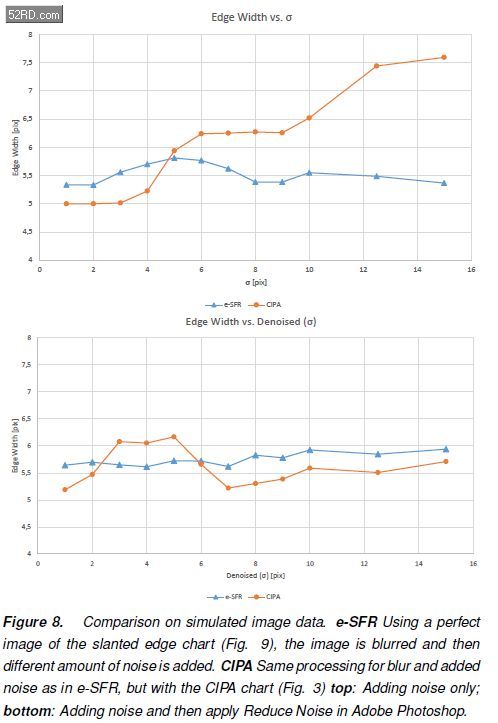 52RD.com
Edge Width vs. σ
8
7,5
7
6,5
6
5,5
5
4,5
4
Edge Width [pix]
0 2 4 6 8 10 12 14 16
σ [pix]
e-SFR CIPA
Edge Width vs. Denoised (σ)
8
7,5
7
6,5
6
5,5
5
4,5
4
Edge Width [pix]
0 2 4 6 8 10 12 14 16
Denoised (σ) [pix]
e-SFR CIPA
Figure 8. Comparison on simulated image data. e-SFR Using a perfect
image of the slanted edge chart (Fig. 9), the image is blurred and then
different amount of noise is added. CIPA Same processing for blur and added
noise as in e-SFR, but with the CIPA chart (Fig. 3) top: Adding noise only;
bottom: Adding noise and then apply Reduce Noise in Adobe Photoshop.